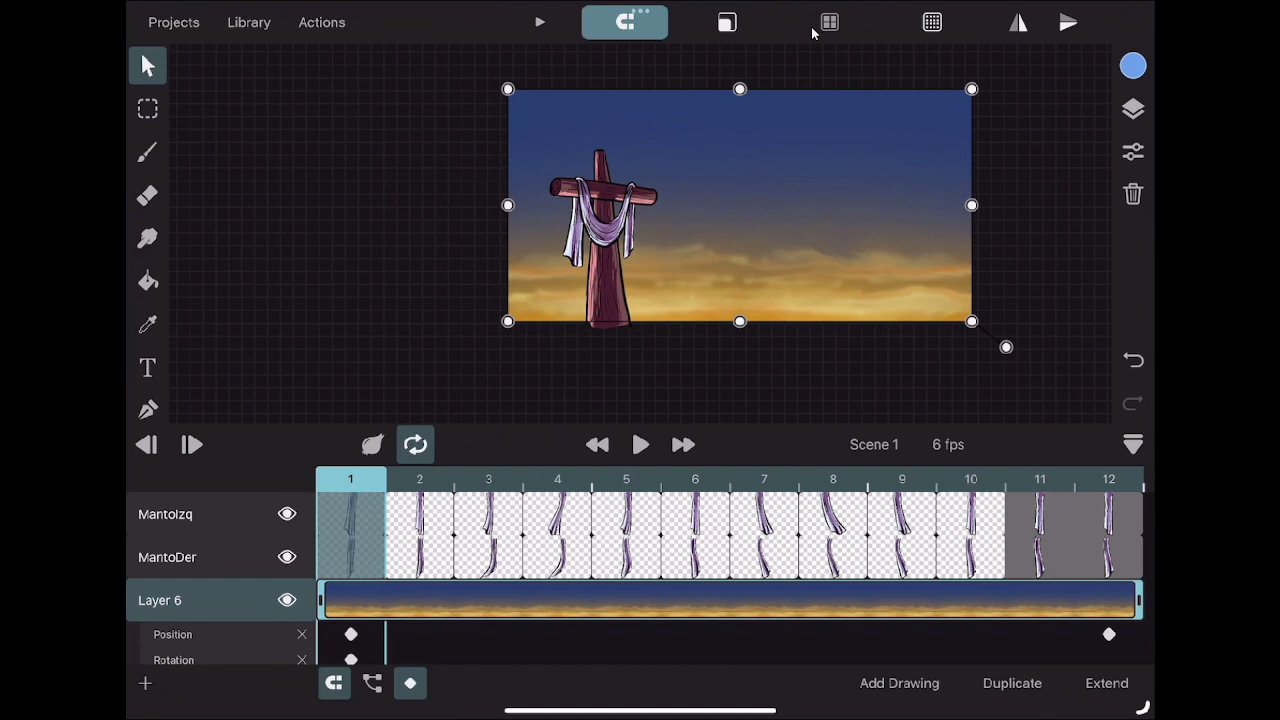 Projects Library Actions
T
Scene 1 6 fps
1 2 3 4 5 6 7 8 9 10 11 12
MantoIzq
MantoDer
Layer 6
Position
Rotation
Add Drawing Duplicate Extend